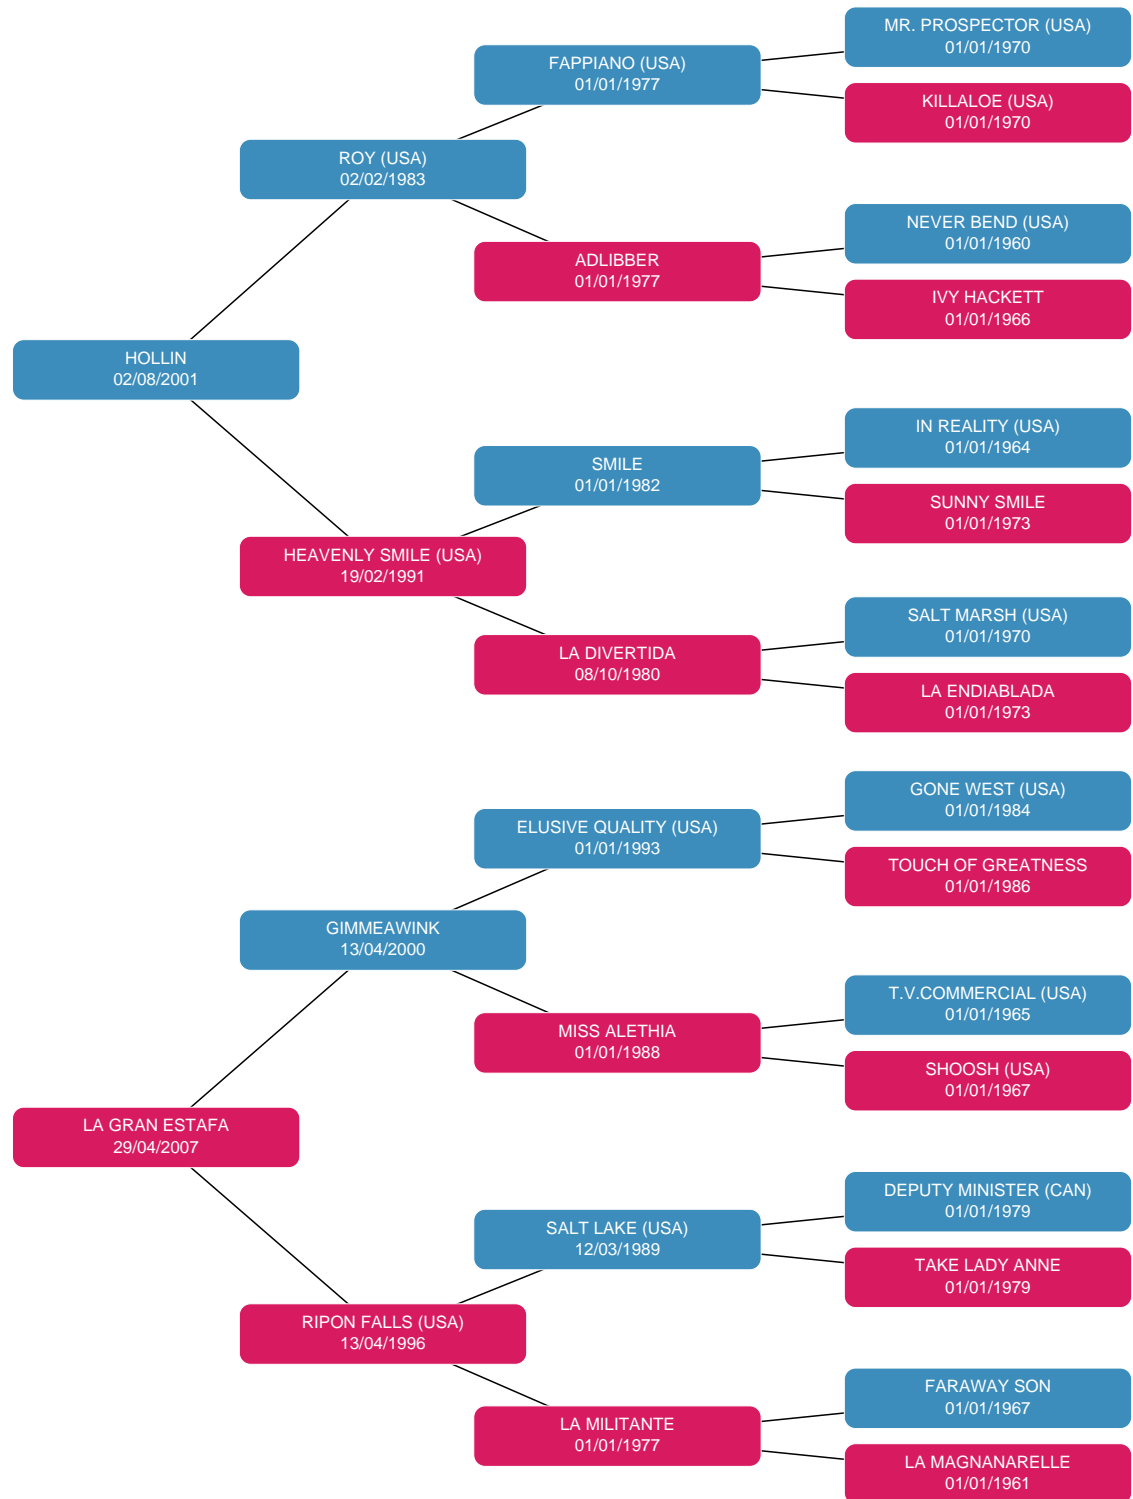 MR. PROSPECTOR (USA)
01/01/1970
FAPPIANO (USA)
01/01/1977
KILLALOE (USA)
01/01/1970
ROY (USA)
02/02/1983
NEVER BEND (USA)
01/01/1960
ADLIBBER
01/01/1977
IVY HACKETT
01/01/1966
HOLLIN
02/08/2001
IN REALITY (USA)
01/01/1964
SMILE
01/01/1982
SUNNY SMILE
01/01/1973
HEAVENLY SMILE (USA)
19/02/1991
SALT MARSH (USA)
01/01/1970
LA DIVERTIDA
08/10/1980
LA ENDIABLADA
01/01/1973
GONE WEST (USA)
01/01/1984
ELUSIVE QUALITY (USA)
01/01/1993
TOUCH OF GREATNESS
01/01/1986
GIMMEAWINK
13/04/2000
T.V.COMMERCIAL (USA)
01/01/1965
MISS ALETHIA
01/01/1988
SHOOSH (USA)
01/01/1967
LA GRAN ESTAFA
29/04/2007
DEPUTY MINISTER (CAN)
01/01/1979
SALT LAKE (USA)
12/03/1989
TAKE LADY ANNE
01/01/1979
RIPON FALLS (USA)
13/04/1996
FARAWAY SON
01/01/1967
LA MILITANTE
01/01/1977
LA MAGNANARELLE
01/01/1961